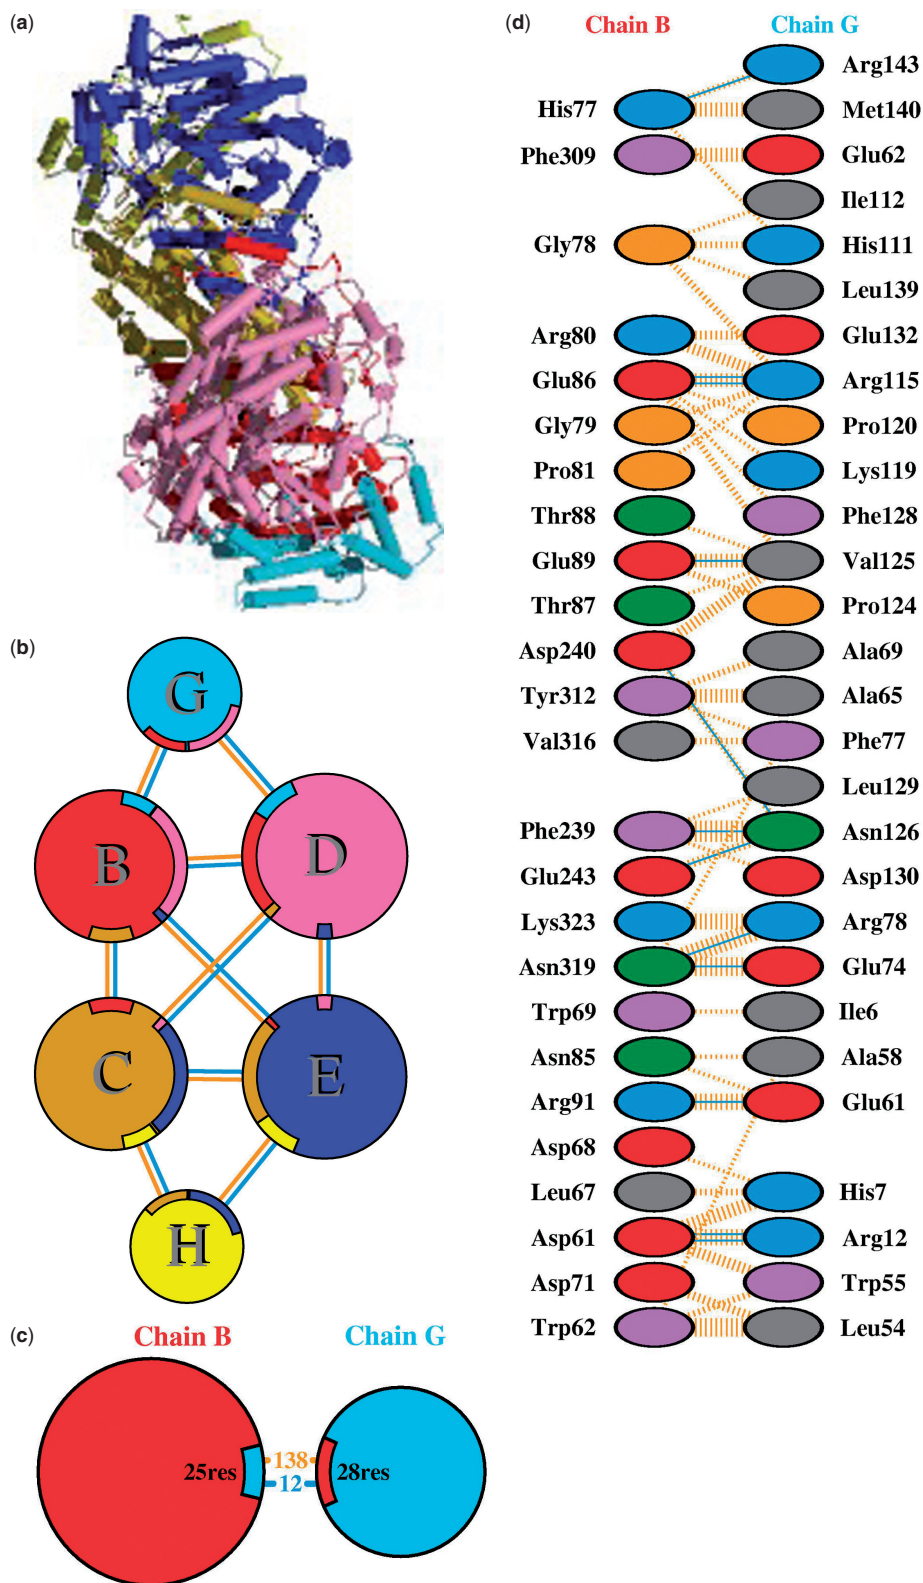 (a)
(d)
Chain B Chain G
Arg143
His77 Met140
Phe309 Glu62
Ile112
Gly78 His111
Leu139
Arg80 Glu132
Glu86 Arg115
Gly79 Pro120
Pro81 Lys119
Thr88 Phe128
Glu89 Val125
Thr87 Pro124
Asp240 Ala69
Tyr312 Ala65
Val316 Phe77
Leu129
Phe239 Asn126
Glu243 Asp130
Lys323 Arg78
Asn319 Glu74
Trp69 Ile6
Asn85 Ala58
Arg91 Glu61
Asp68
Leu67 His7
Asp61 Arg12
Asp71 Trp55
Trp62 Leu54
(b)
G
B D
C E
H
(c)
Chain B Chain G
138
25res 28res
12